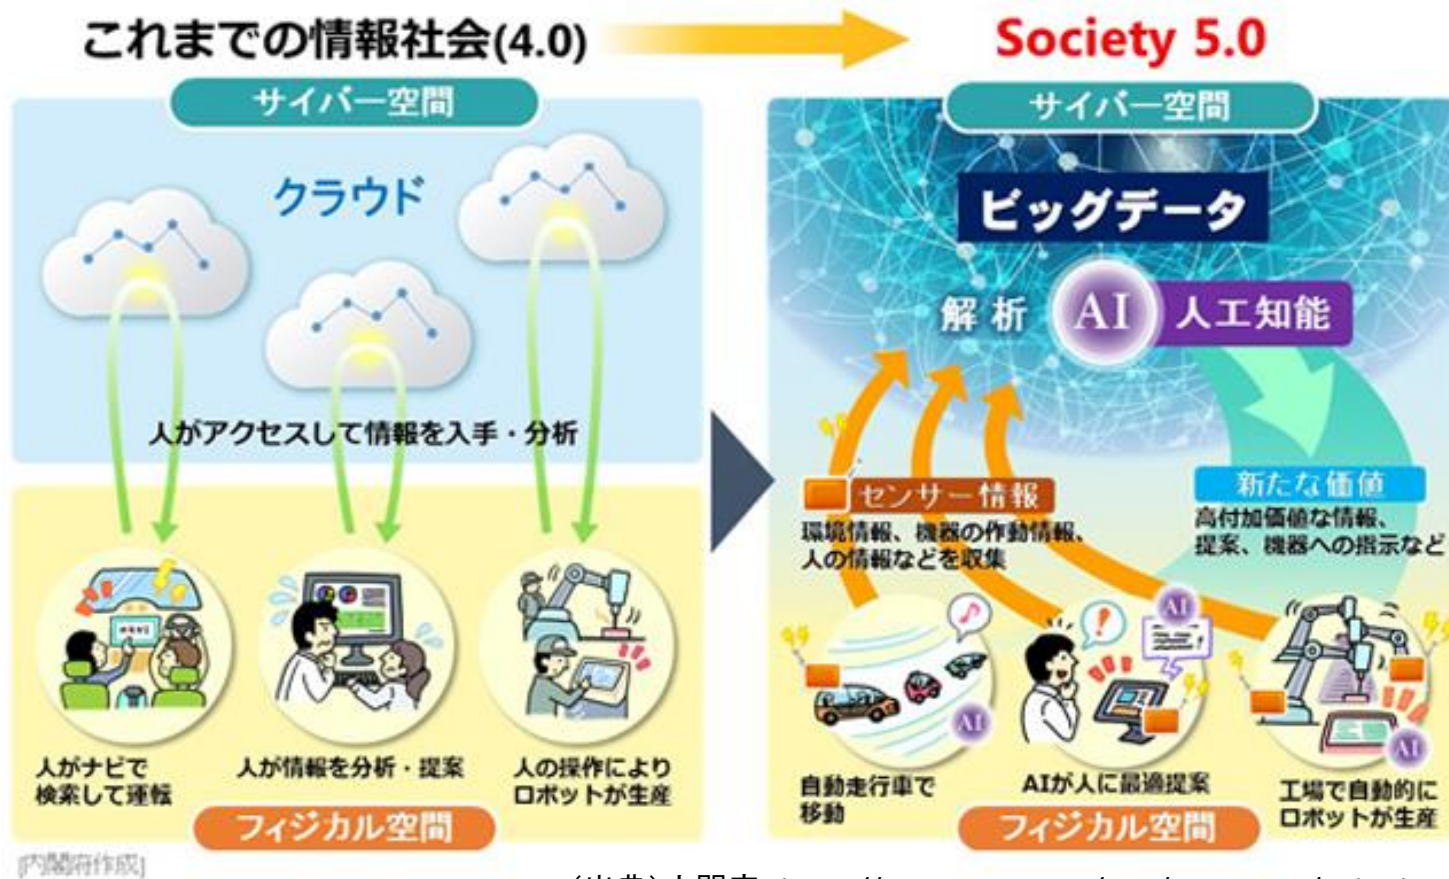 これまでの情報社会(4.0)
Society 5.0
サイバー空間
クラウド
人がアクセスして情報を入手・分析
人がナビで
検索して運転
人が情報を分析・提案
人の操作により
ロボットが生産
フィジカル空間
サイバー空間
ビッグデータ
解析 AI 人工知能
センサー情報
環境情報、機器の作動情報、
人の情報などを収集
新たな価値
高付加価値な情報、
提案、機器への指示など
AI
AI
AI
自動走行車で
移動
AIが人に最適提案
工場で自動的に
ロボットが生産
フィジカル空間
[内閣府作成]